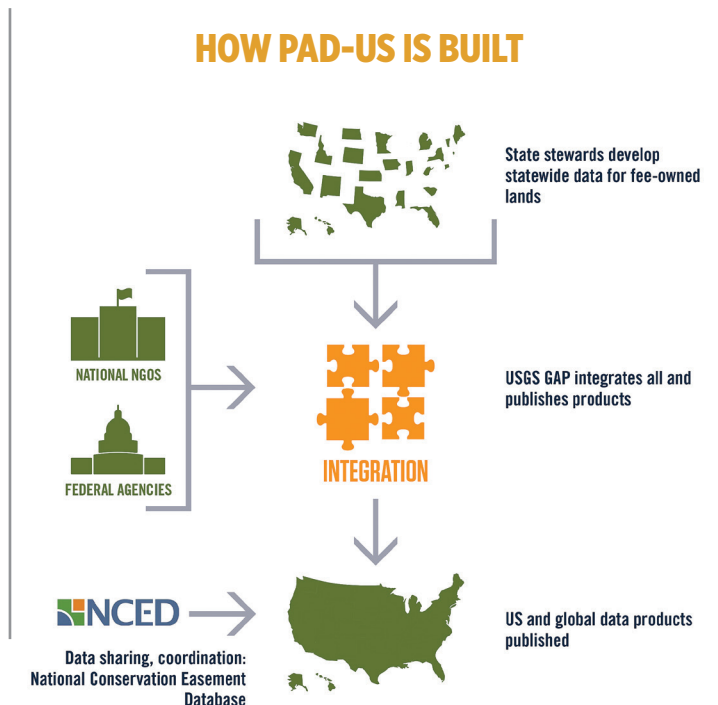 HOW PAD-US IS BUILT
State stewards develop
statewide data for fee-owned
lands
NATIONAL NGOS
FEDERAL AGENCIES
INTEGRATION
USGS GAP integrates all and
publishes products
NCED
Data sharing, coordination:
National Conservation Easement
Database
US and global data products
published